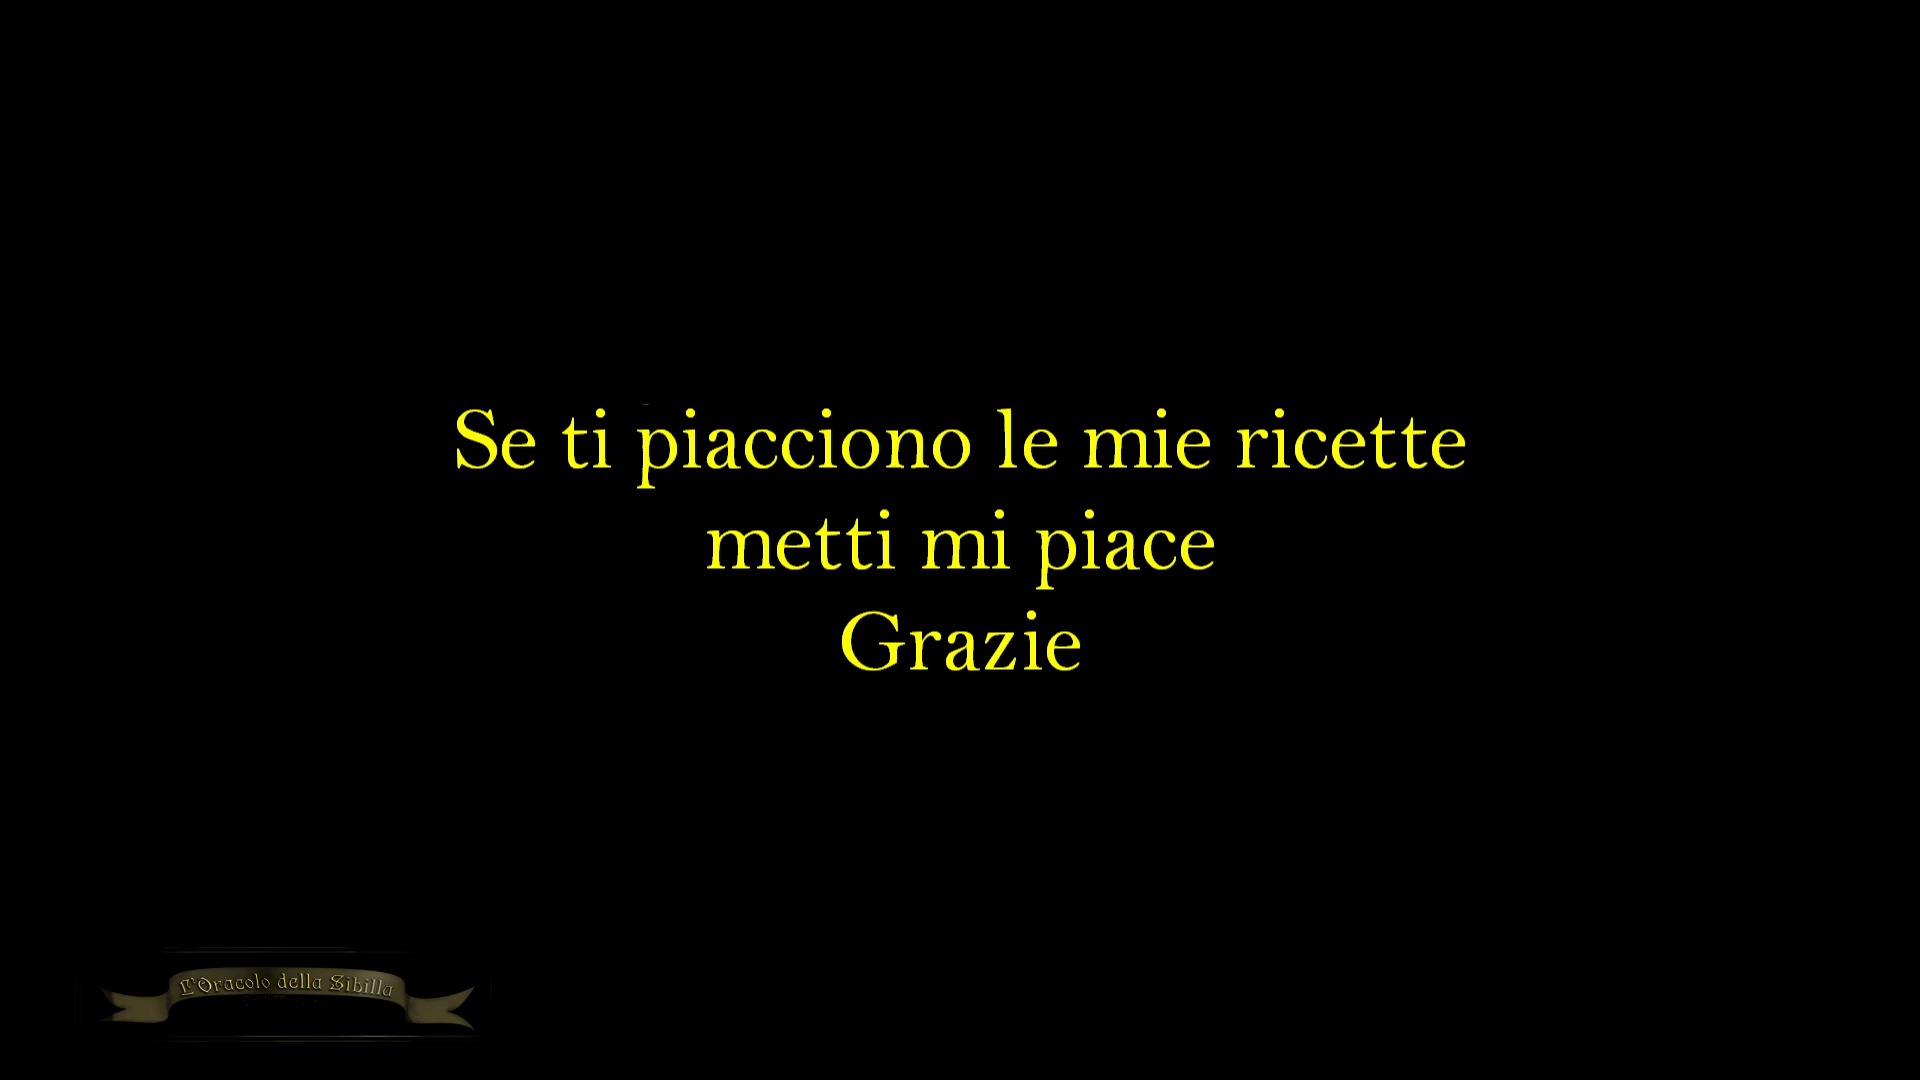 Se ti piacciono le mie ricette
metti mi piace
Grazie
L'Oracolo della Sibilla